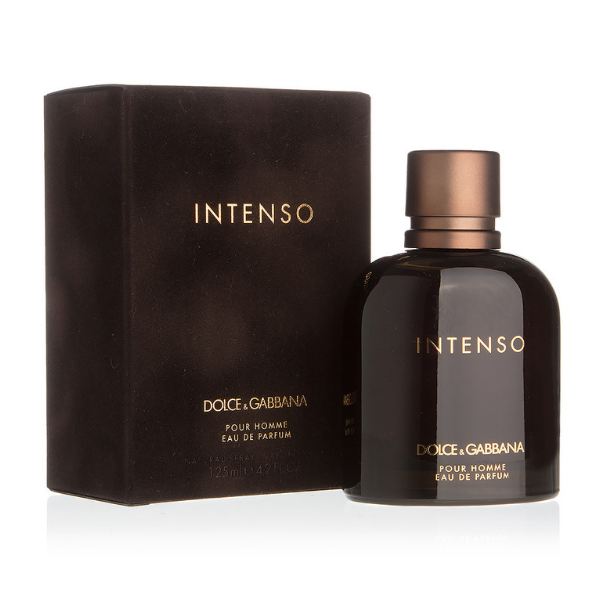 INTENSO
DOLCE & GABBANA
POUR HOMME
EAU DE PARFUM
125ml
INTENSO
DOLCE & GABBANA
POUR HOMME
EAU DE PARFUM